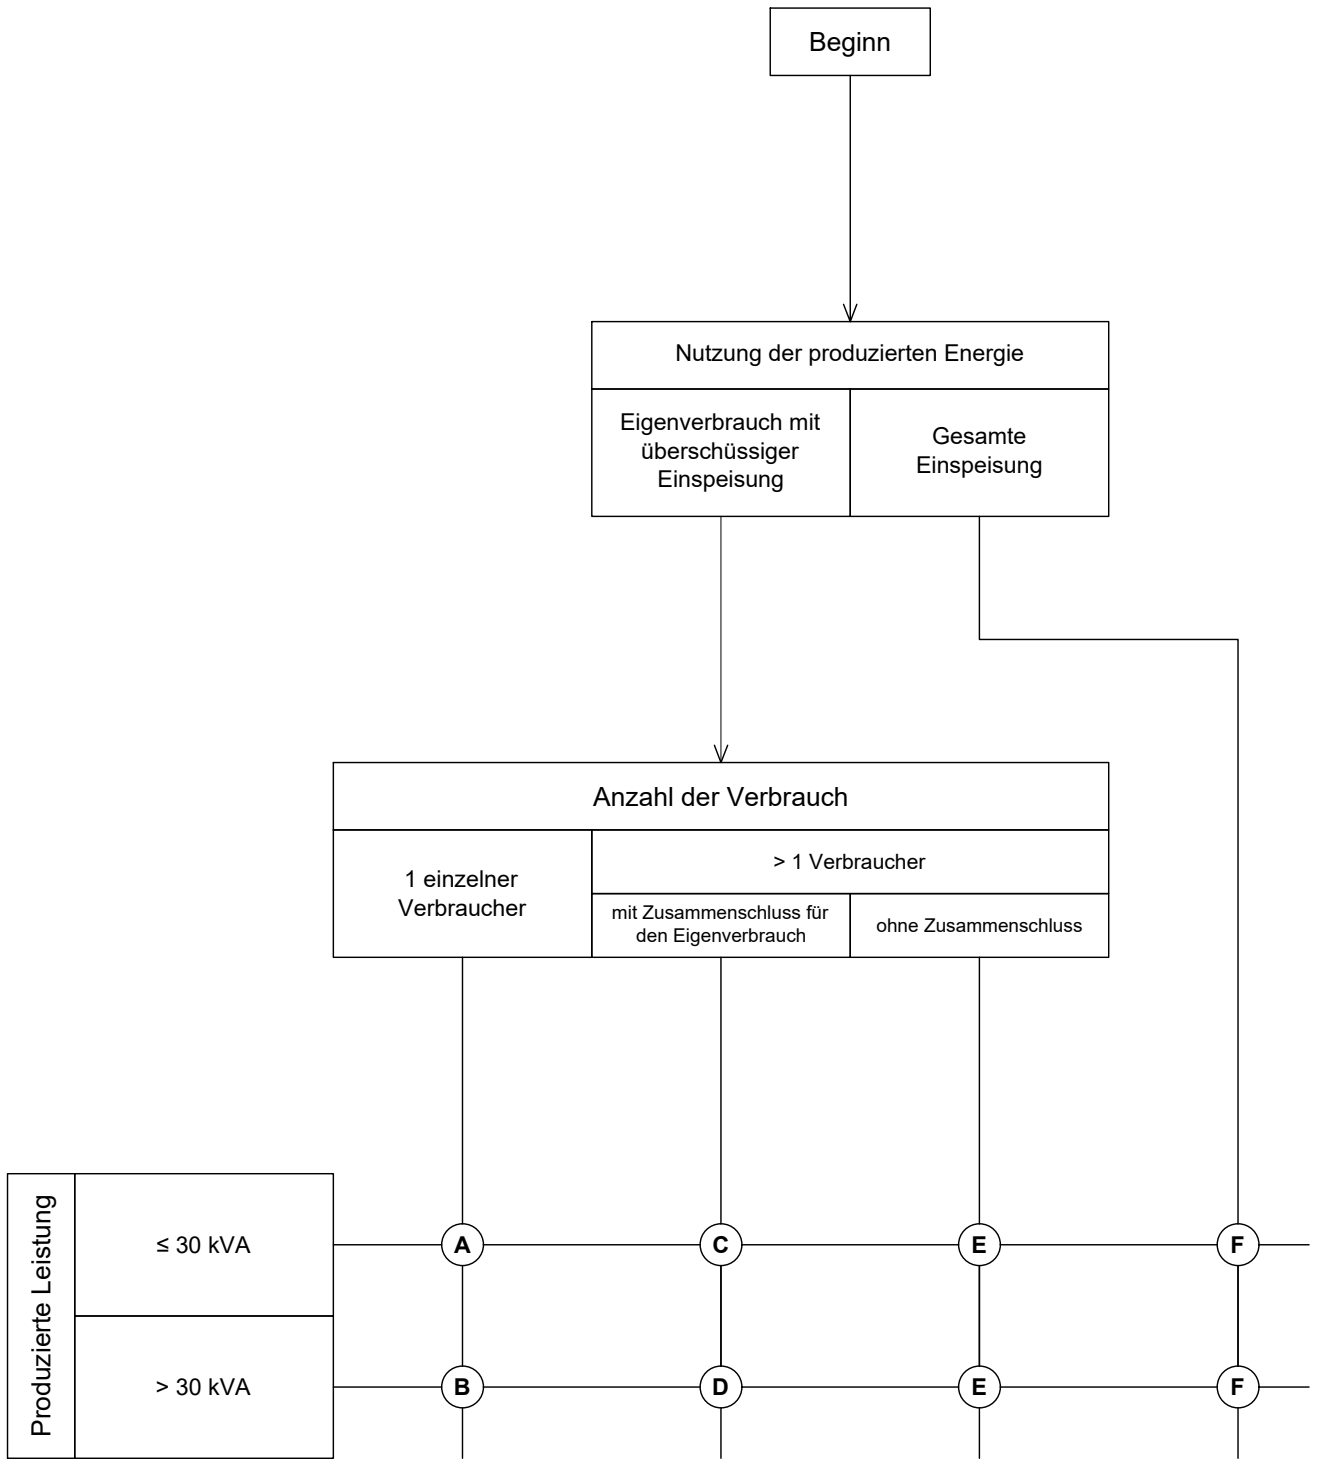 Beginn
Nutzung der produzierten Energie
Eigenverbrauch mit
überschüssiger
Einspeisung
Gesamte
Einspeisung
Anzahl der Verbrauch
1 einzelner
Verbraucher
> 1 Verbraucher
mit Zusammenschluss für
den Eigenverbrauch
ohne Zusammenschluss
Produzierte Leistung
≤ 30 kVA
A
C
E
F
> 30 kVA
B
D
E
F